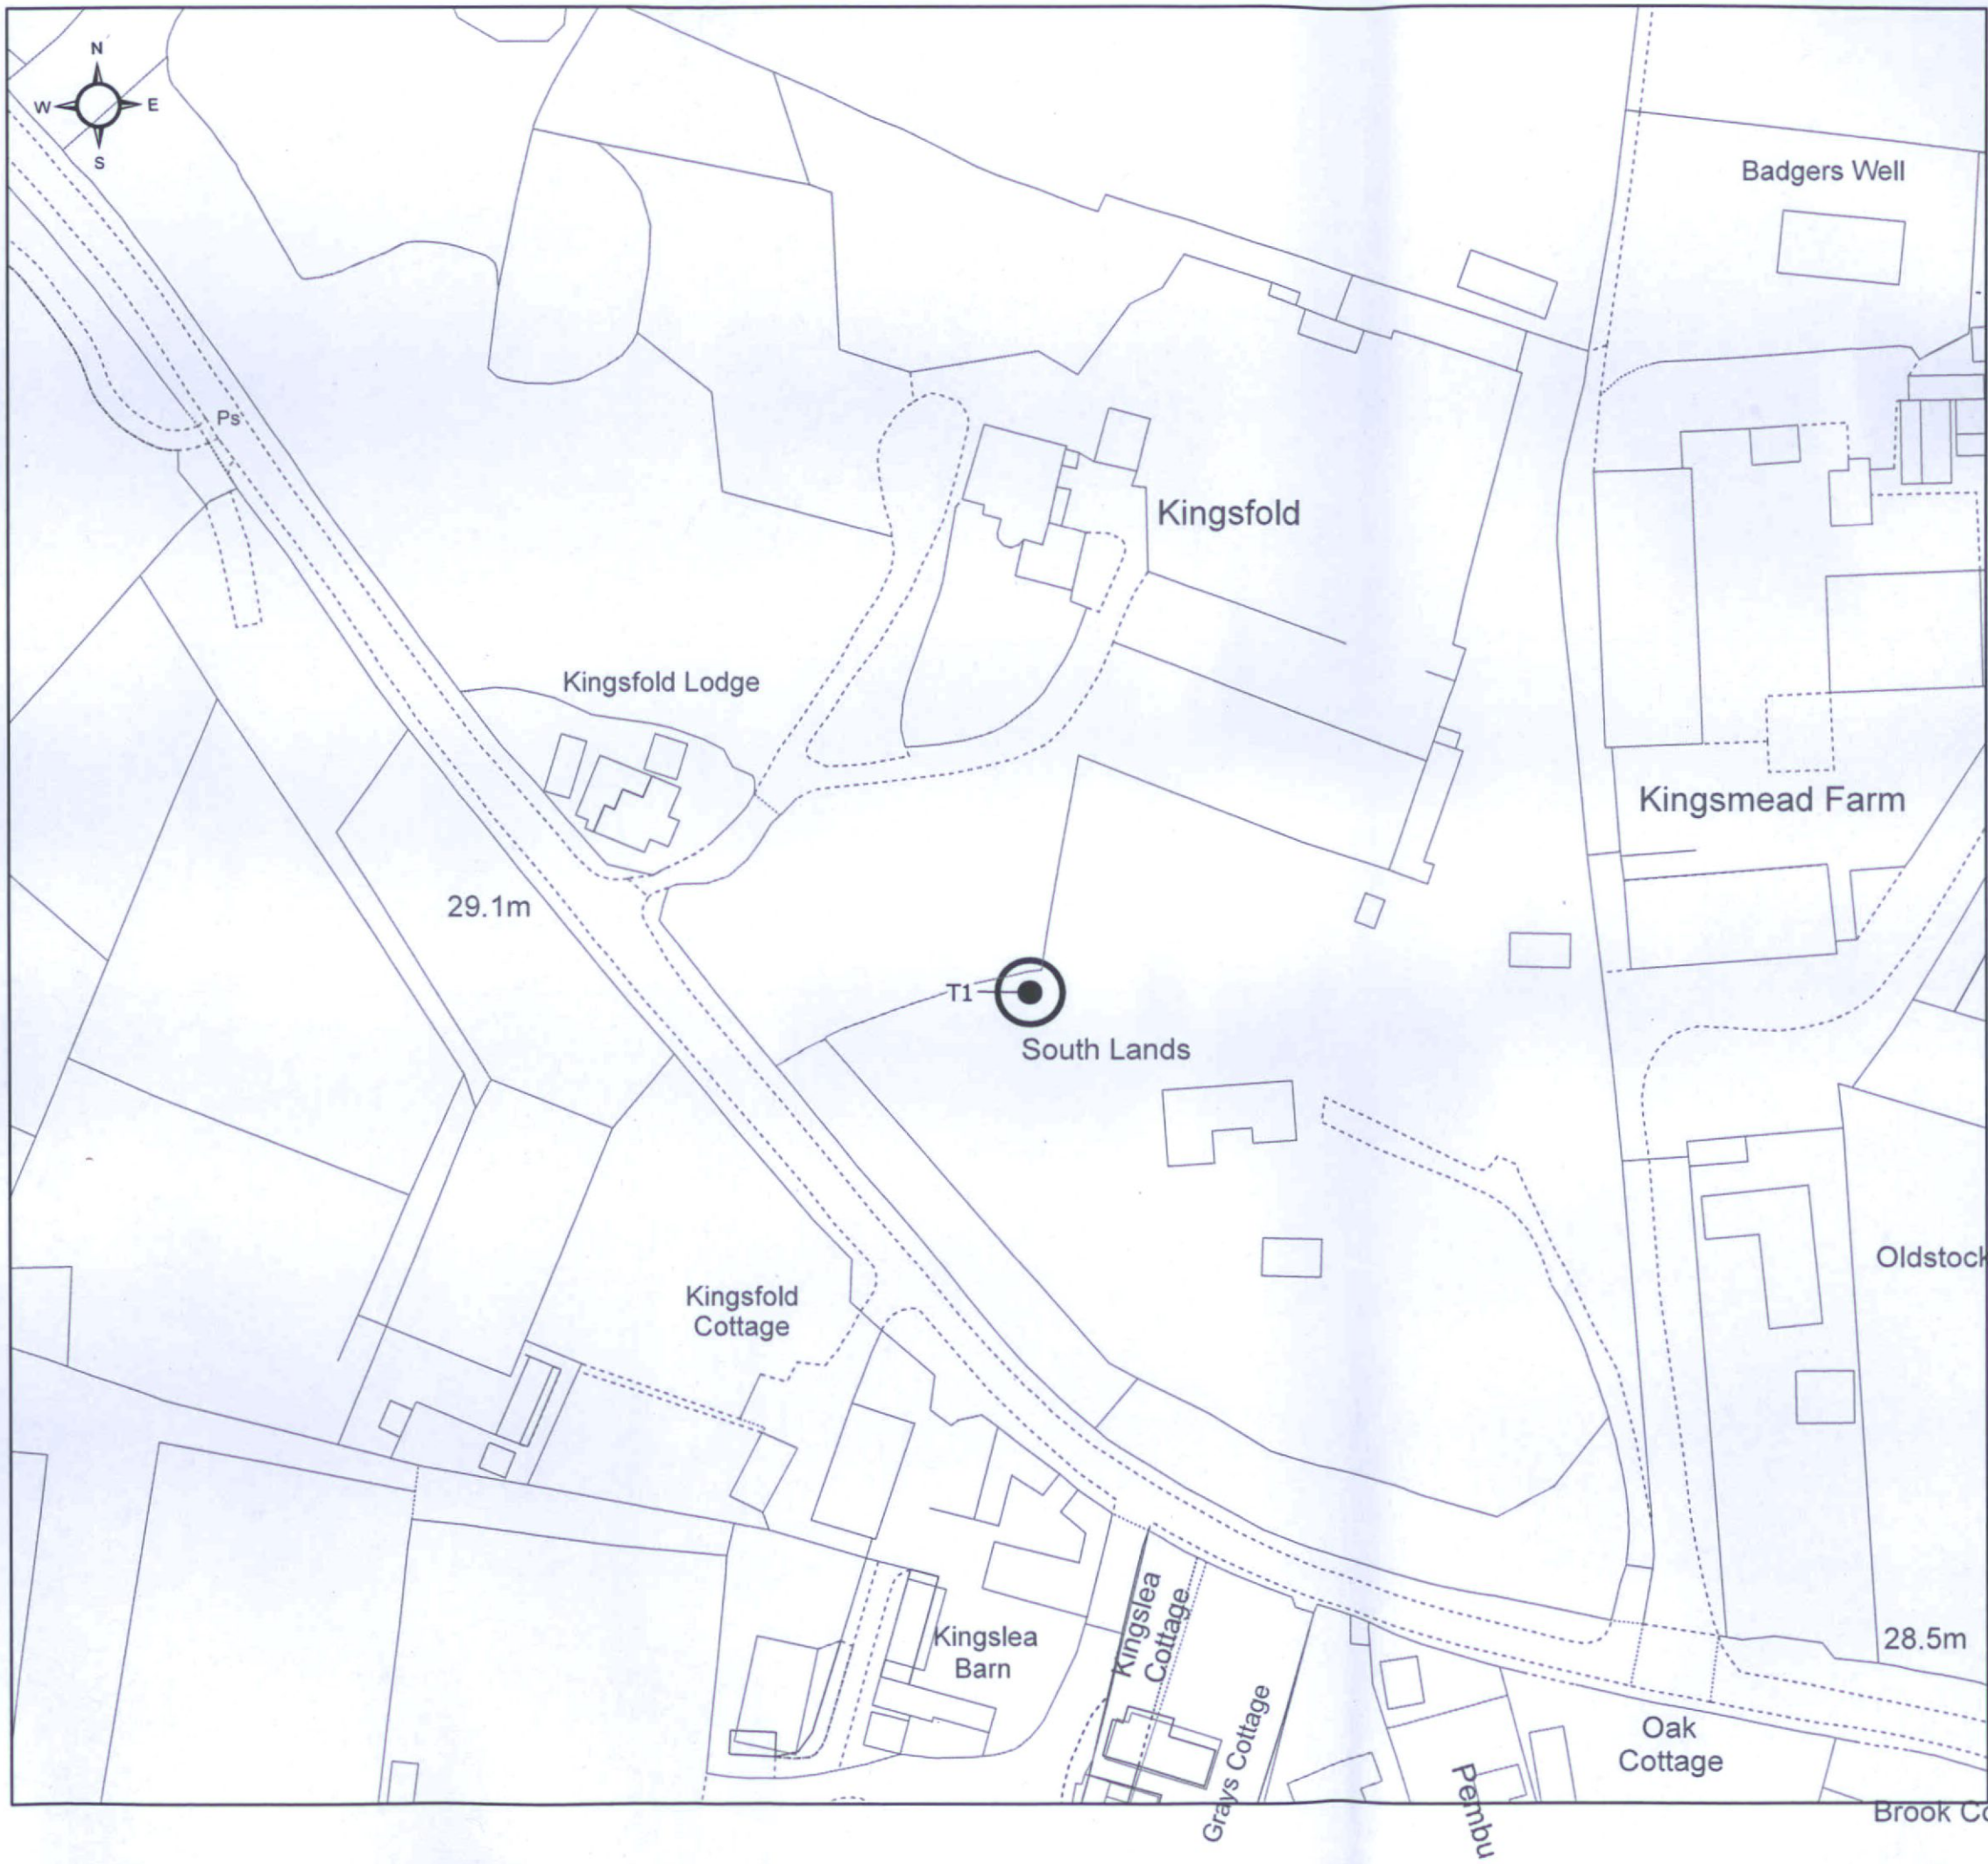 N
W E
S
Badgers Well
Ps
Kingsfold
Kingsfold Lodge
Kingsmead Farm
29.1m
T1
South Lands
Oldstock
Kingsfold
Cottage
Kingslea
Cottage
Kingslea
Barn
28.5m
Grays Cottage
Oak
Cottage
Pembu
Brook Co